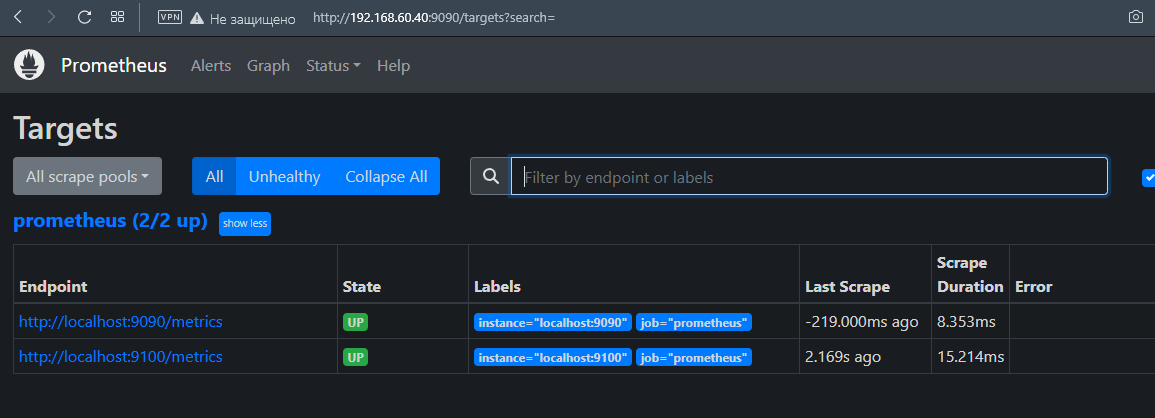 VPN Не защищено http://192.168.60.40:9090/targets?search=
Prometheus Alerts Graph Status Help
Targets
All scrape pools All Unhealthy Collapse All Filter by endpoint or labels
prometheus (2/2 up) show less
Endpoint State Labels Last Scrape Scrape Duration Error
http://localhost:9090/metrics UP instance="localhost:9090" job="prometheus" -219.000ms ago 8.353ms
http://localhost:9100/metrics UP instance="localhost:9100" job="prometheus" 2.169s ago 15.214ms